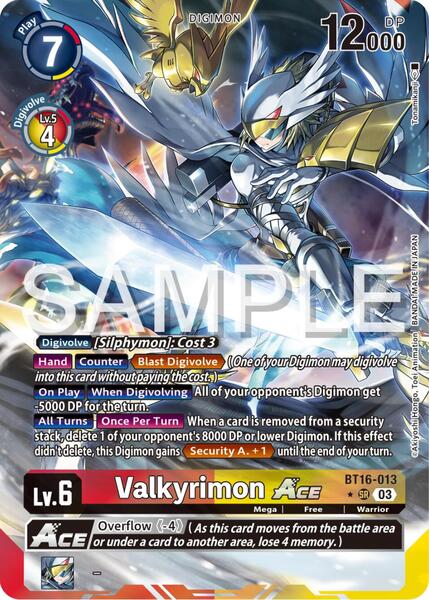 Play
7
DIGIMON
DP
12000
Digivolve
Lv.5
4
Tonamikanji
SAMPLE
©Akiyoshi Hongo, Toei Animation BANDAI MADE IN JAPAN
Digivolve [Silphymon]: Cost 3
Hand Counter Blast Digivolve (One of your Digimon may digivolve
into this card without paying the cost.)
On Play When Digivolving All of your opponent's Digimon get
-5000 DP for the turn.
All Turns Once Per Turn When a card is removed from a security
stack, delete 1 of your opponent's 8000 DP or lower Digimon. If this effect
didn't delete, this Digimon gains Security A. +1 until the end of your turn.
Lv.6
Valkyrimon ACE
BT16-013
SR 03
Mega | Free | Warrior
ACE Overflow《-4》(As this card moves from the battle area
or under a card to another area, lose 4 memory.)
-